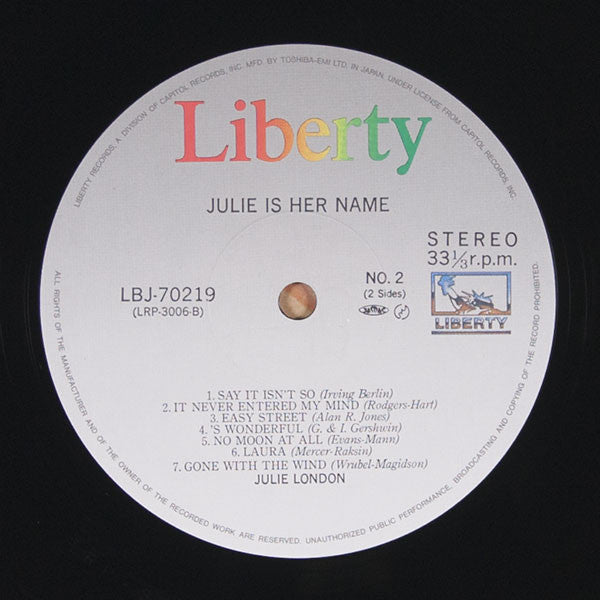 LIBERTY RECORDS, A DIVISION OF CAPITOL RECORDS, INC. MFD. BY TOSHIBA-EMI LTD. IN JAPAN, UNDER LICENSE FROM CAPITOL RECORDS, INC.
Liberty
JULIE IS HER NAME
STEREO
33⅓ r.p.m.
LBJ-70219
(LRP-3006-B)
NO. 2
(2 Sides)
LIBERTY
1. SAY IT ISN'T SO (Irving Berlin)
2. IT NEVER ENTERED MY MIND (Rodgers-Hart)
3. EASY STREET (Alan R. Jones)
4. 'S WONDERFUL (G. & I. Gershwin)
5. NO MOON AT ALL (Evans-Mann)
6. LAURA (Mercer-Raksin)
7. GONE WITH THE WIND (Wrubel-Magidson)
JULIE LONDON
ALL RIGHTS OF THE MANUFACTURER AND OF THE OWNER OF THE RECORDED WORK ARE RESERVED. UNAUTHORIZED PUBLIC PERFORMANCE, BROADCASTING AND COPYING OF THE RECORD PROHIBITED.